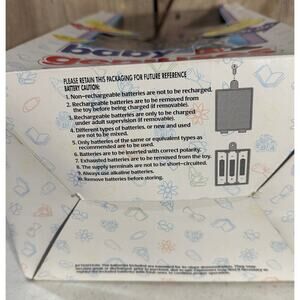 baby
PLEASE RETAIN THIS PACKAGING FOR FUTURE REFERENCE
BATTERY CAUTION:
1. Non-rechargeable batteries are not to be recharged.
2. Rechargeable batteries are to be removed from
the toy before being charged (if removable).
3. Rechargeable batteries are only to be charged
under adult supervision (if removable).
4. Different types of batteries, or new and used
are not to be mixed.
5. Only batteries of the same or equivalent types as
recommended are to be used.
6. Batteries are to be inserted with correct polarity.
7. Exhausted batteries are to be removed from the toy.
8. The supply terminals are not to be short-circuited.
9. Always use alkaline batteries.
10. Remove batteries before storing.